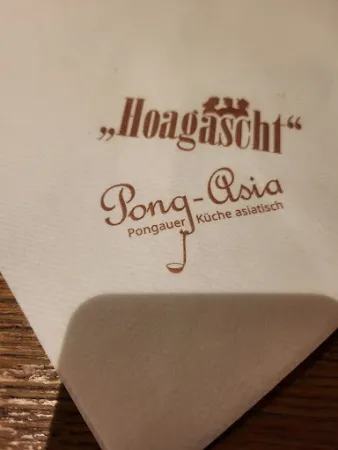 „Hoagascht“
Pong-Asia
Pongauer Küche asiatisch